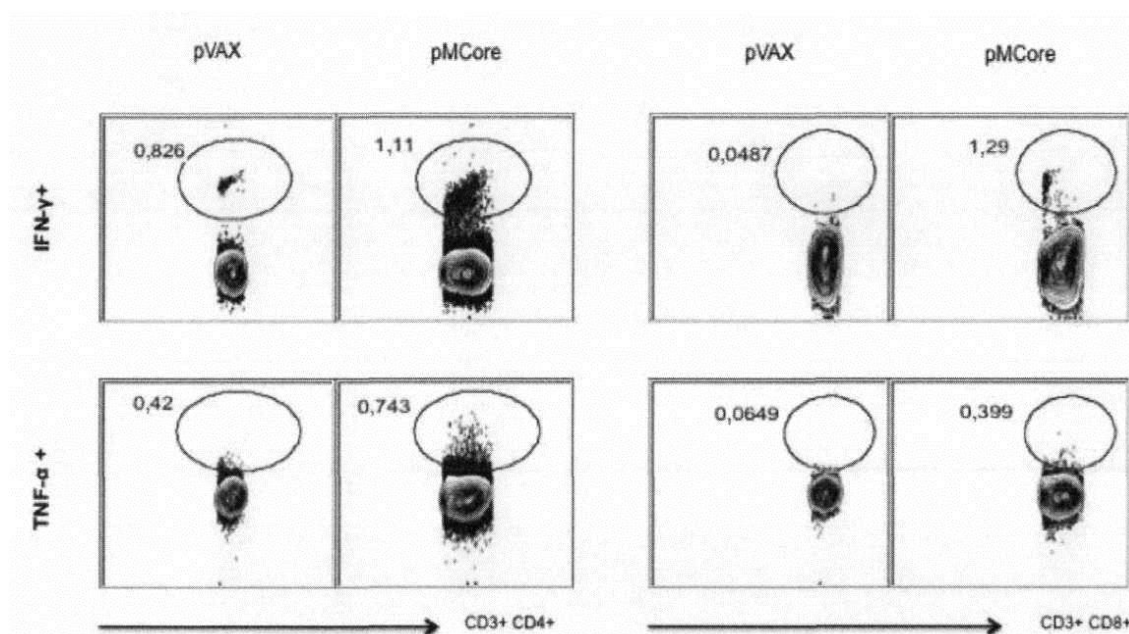 pVAX pMCore pVAX pMCore
IFN-γ+
0,826 1,11 0,0487 1,29
TNF-α +
0,42 0,743 0,0649 0,399
CD3+ CD4+ CD3+ CD8+